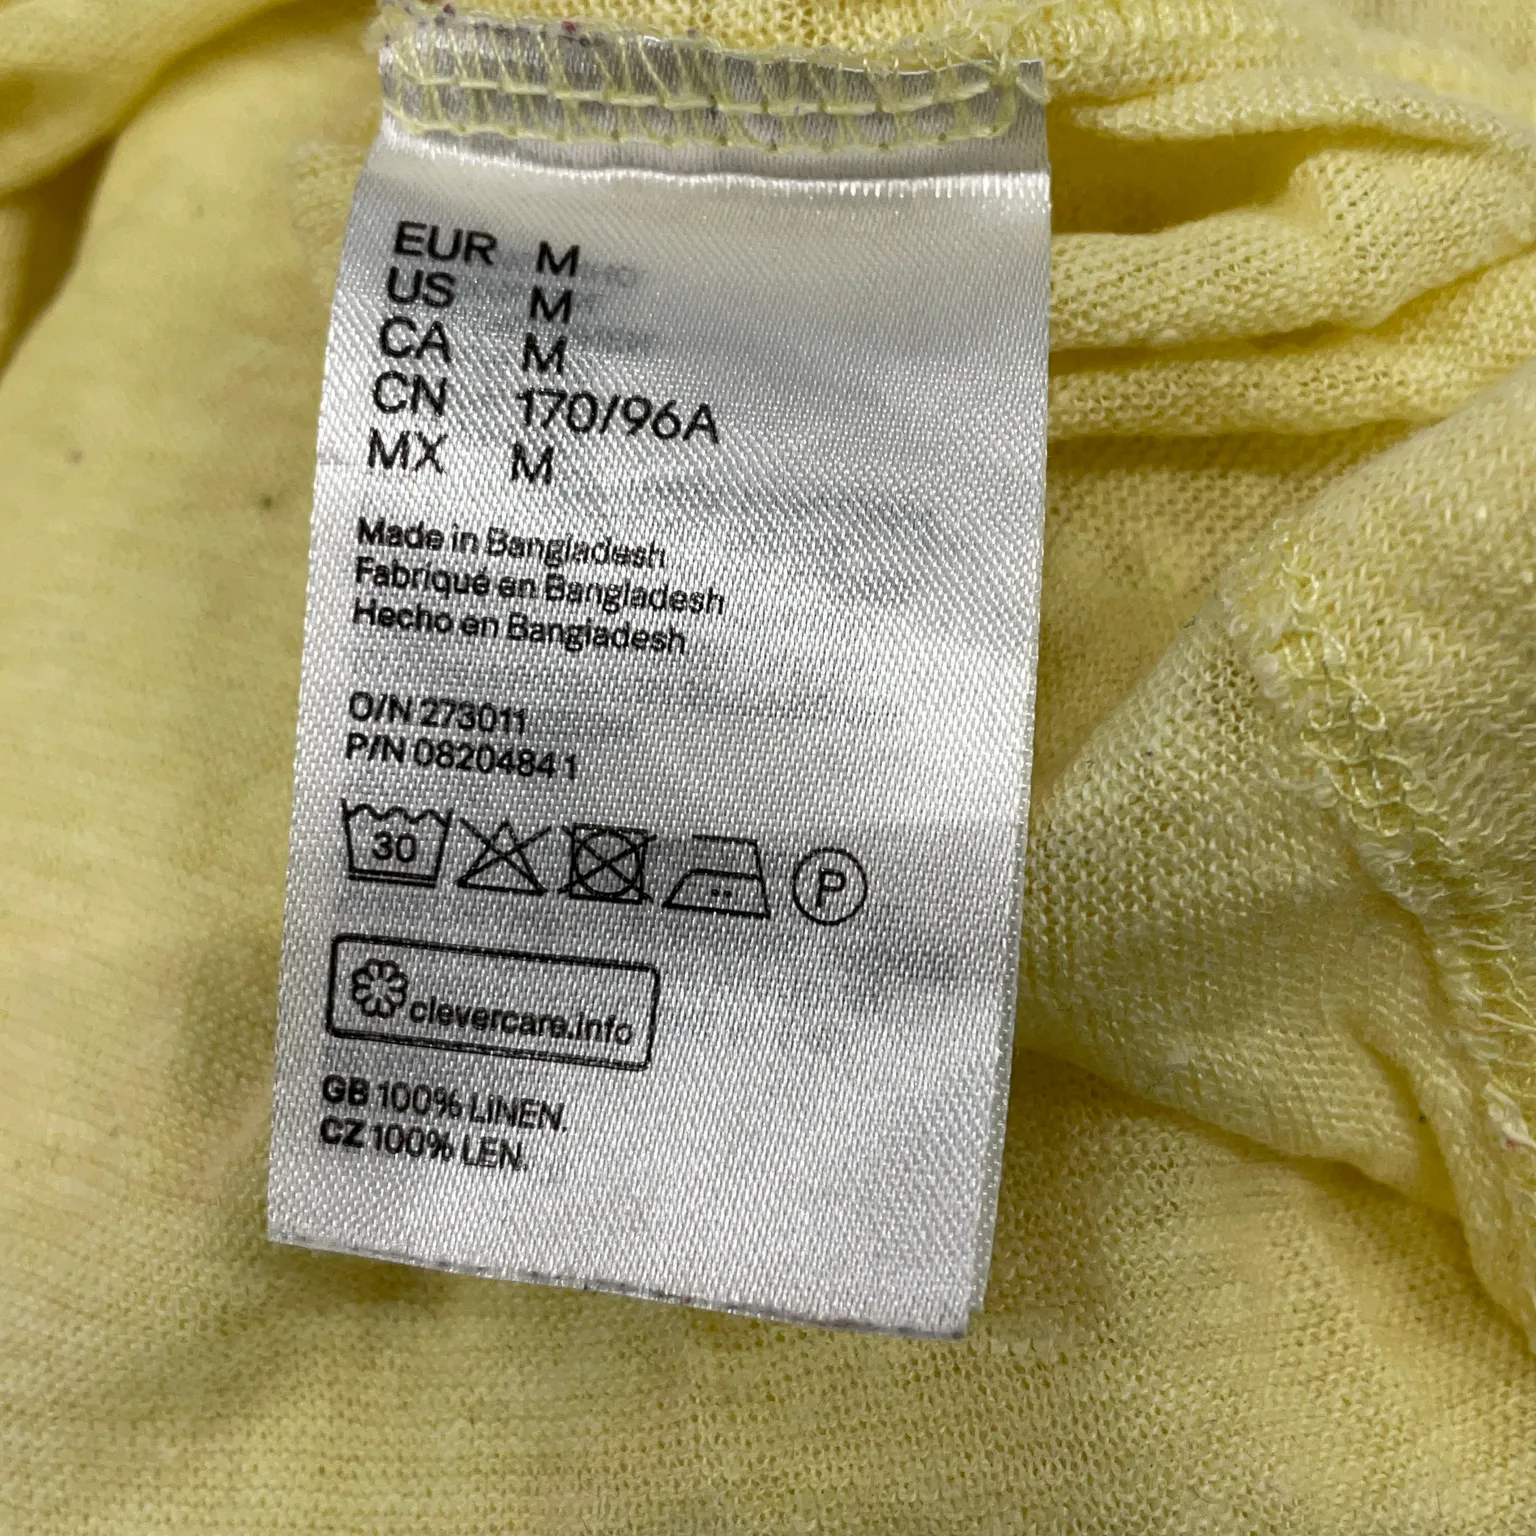 EUR M
US M
CA M
CN 170/96A
MX M
Made in Bangladesh
Fabriqué en Bangladesh
Hecho en Bangladesh
O/N 273011
P/N 0820484 1
30
P
clevercare.info
GB 100% LINEN.
CZ 100% LEN.